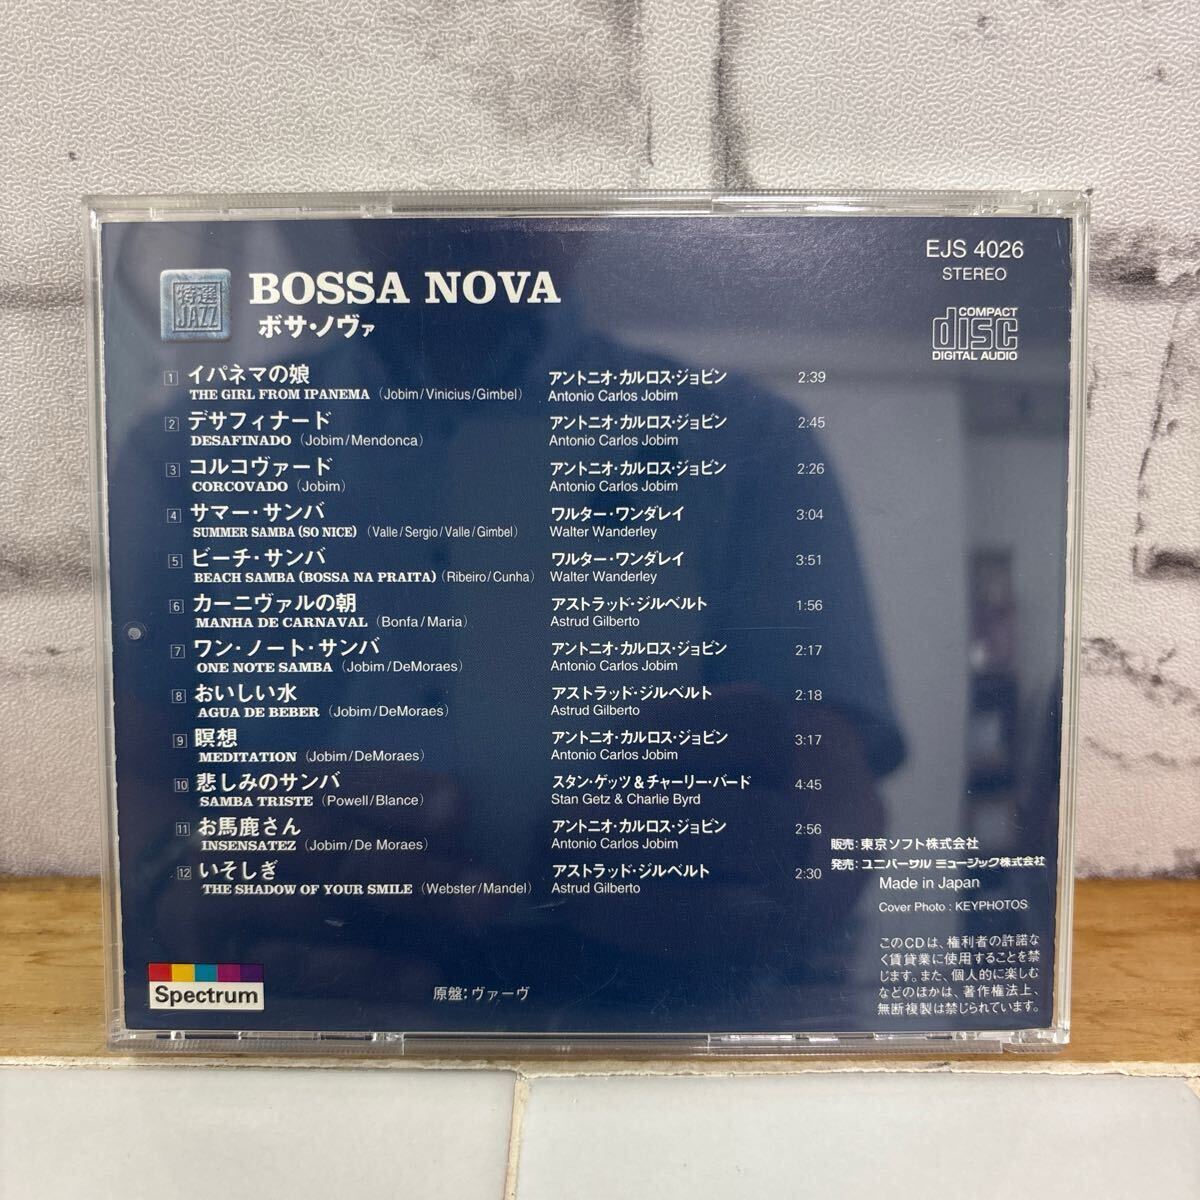 EJS 4026
STEREO
COMPACT
disc
DIGITAL AUDIO
特選
JAZZ
BOSSA NOVA
ボサ・ノヴァ
1 イパネマの娘 アントニオ・カルロス・ジョビン 2:39
THE GIRL FROM IPANEMA (Jobim/Vinicius/Gimbel) Antonio Carlos Jobim
2 デサフィナード アントニオ・カルロス・ジョビン 2:45
DESAFINADO (Jobim/Mendonca) Antonio Carlos Jobim
3 コルコヴァード アントニオ・カルロス・ジョビン 2:26
CORCOVADO (Jobim) Antonio Carlos Jobim
4 サマー・サンバ ワルター・ワンダレイ 3:04
SUMMER SAMBA (SO NICE) (Valle/Sergio/Valle/Gimbel) Walter Wanderley
5 ビーチ・サンバ ワルター・ワンダレイ 3:51
BEACH SAMBA (BOSSA NA PRAITA) (Ribeiro/Cunha) Walter Wanderley
6 カーニヴァルの朝 アストラッド・ジルベルト 1:56
MANHA DE CARNAVAL (Bonfa/Maria) Astrud Gilberto
7 ワン・ノート・サンバ アントニオ・カルロス・ジョビン 2:17
ONE NOTE SAMBA (Jobim/DeMoraes) Antonio Carlos Jobim
8 おいしい水 アストラッド・ジルベルト 2:18
AGUA DE BEBER (Jobim/DeMoraes) Astrud Gilberto
9 瞑想 アントニオ・カルロス・ジョビン 3:17
MEDITATION (Jobim/DeMoraes) Antonio Carlos Jobim
10 悲しみのサンバ スタン・ゲッツ&チャーリー・バード 4:45
SAMBA TRISTE (Powell/Blance) Stan Getz & Charlie Byrd
11 お馬鹿さん アントニオ・カルロス・ジョビン 2:56
INSENSATEZ (Jobim/De Moraes) Antonio Carlos Jobim
12 いそしぎ アストラッド・ジルベルト 2:30
THE SHADOW OF YOUR SMILE (Webster/Mandel) Astrud Gilberto
販売:東京ソフト株式会社
発売:ユニバーサル ミュージック株式会社
Made in Japan
Cover Photo : KEYPHOTOS
このCDは、権利者の許諾な
く賃貸業に使用することを禁
じます。また、個人的に楽しむ
などのほかは、著作権法上、
無断複製は禁じられています。
Spectrum
原盤:ヴァーヴ